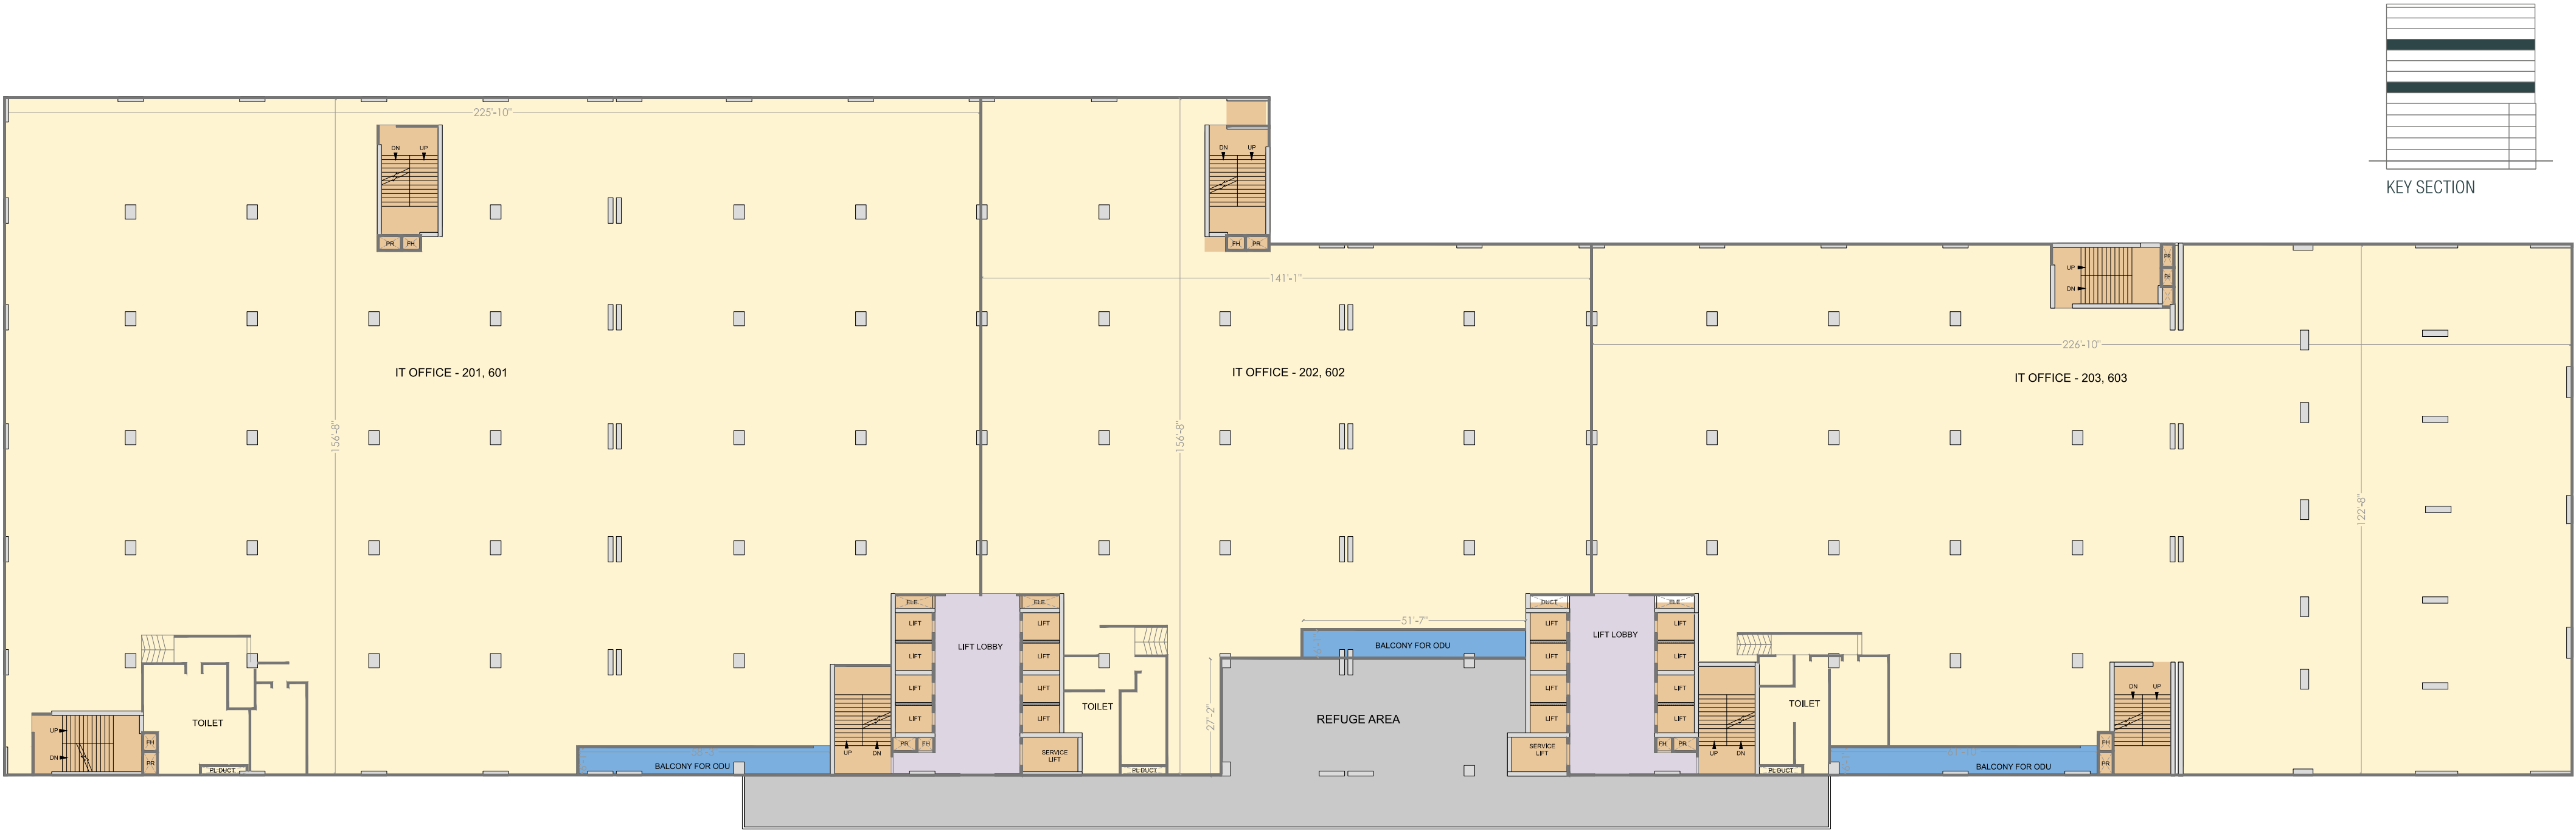 KEY SECTION
225'-10"
DN UP
DN UP
PR FH
FH PR
141'-1"
UP
DN
PR
FH
226'-10"
IT OFFICE - 201, 601
IT OFFICE - 202, 602
IT OFFICE - 203, 603
156'-8"
156'-8"
122'-8"
ELE.
ELE.
DUCT
ELE.
LIFT
LIFT
LIFT
LIFT
51'-7"
LIFT LOBBY
LIFT LOBBY
BALCONY FOR ODU
LIFT
LIFT
LIFT
LIFT
LIFT
LIFT
LIFT
LIFT
DN UP
TOILET
TOILET
TOILET
27'-2"
REFUGE AREA
LIFT
LIFT
LIFT
LIFT
UP
DN
FH
PR
UP DN
PR FH
SERVICE
LIFT
SERVICE
LIFT
FH PR
UP DN
FH
PR
PL-DUCT
BALCONY FOR ODU
PL-DUCT
PL-DUCT
BALCONY FOR ODU